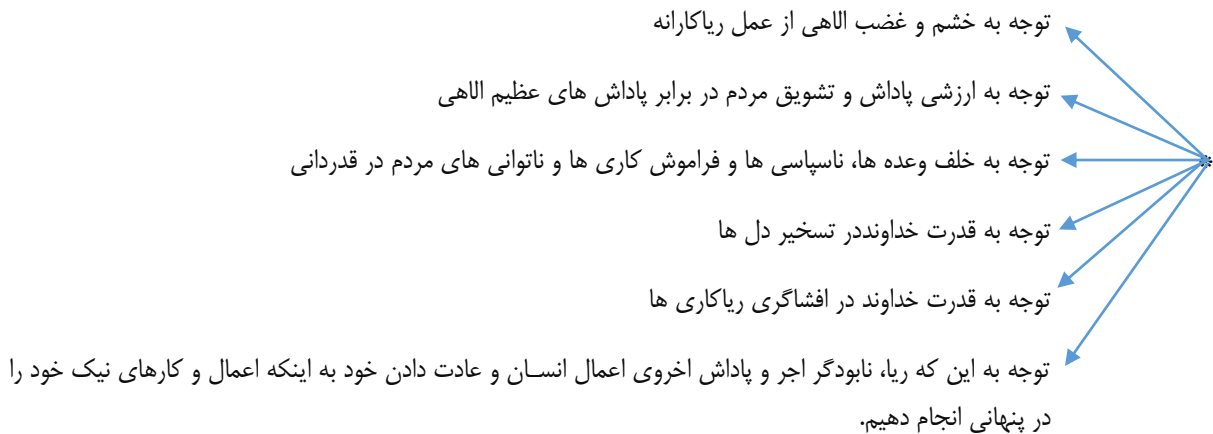 توجه به خشم و غضب الاهی از عمل ریاکارانه
توجه به ارزشی پاداش و تشویق مردم در برابر پاداش های عظیم الاهی
توجه به خلف وعده ها، ناسپاسی ها و فراموش کاری ها و ناتوانی های مردم در قدردانی
توجه به قدرت خداونددر تسخیر دل ها
توجه به قدرت خداوند در افشاگری ریاکاری ها
توجه به این که ریا، نابودگر اجر و پاداش اخروی اعمال انسـان و عادت دادن خود به اینکه اعمال و کارهای نیک خود را
در پنهانی انجام دهیم.